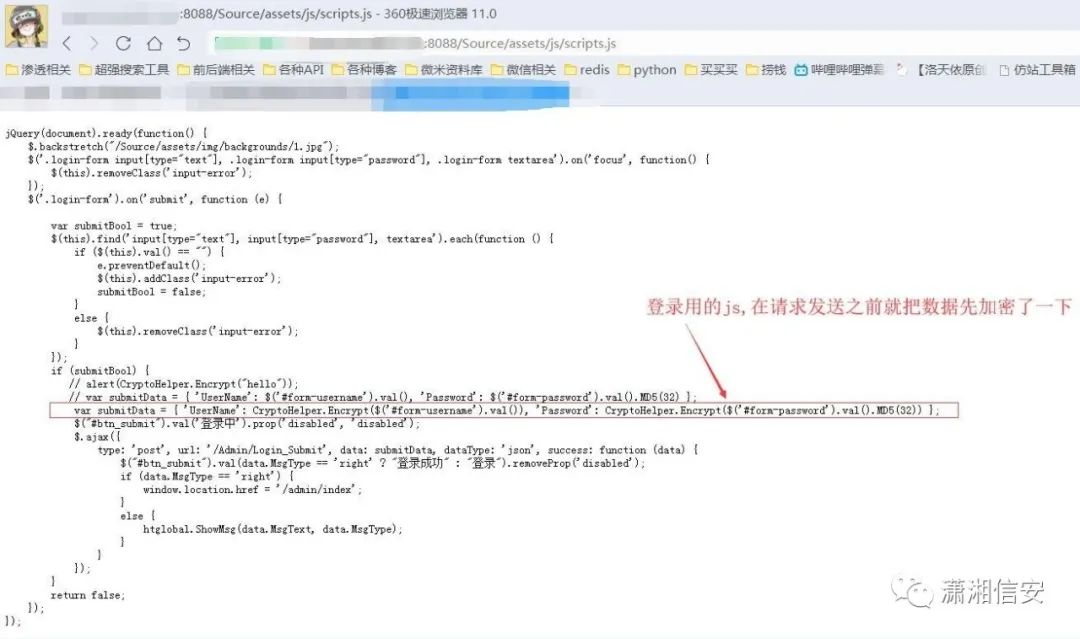 :8088/Source/assets/js/scripts.js - 360极速浏览器 11.0
:8088/Source/assets/js/scripts.js
渗透相关 超强搜索工具 前后端相关 各种API 各种博客 微米资料库 微信相关 redis python 买买买 捞钱 哔哩哔哩弹幕 【洛天依原创 仿站工具箱
jQuery(document).ready(function() {
$.backstretch("/Source/assets/img/backgrounds/1.jpg");
$('.login-form input[type="text"], .login-form input[type="password"], .login-form textarea').on('focus', function() {
$(this).removeClass('input-error');
});
$('.login-form').on('submit', function (e) {
var submitBool = true;
$(this).find('input[type="text"], input[type="password"], textarea').each(function () {
if ($(this).val() == "") {
e.preventDefault();
$(this).addClass('input-error');
submitBool = false;
}
else {
$(this).removeClass('input-error');
}
});
if (submitBool) {
// alert(CryptoHelper.Encrypt("hello"));
// var submitData = { 'UserName': $('#form-username').val(), 'Password': $('#form-password').val().MD5(32) };
var submitData = { 'UserName': CryptoHelper.Encrypt($('#form-username').val()), 'Password': CryptoHelper.Encrypt($('#form-password').val().MD5(32)) };
$("#btn_submit").val('登录中').prop('disabled', 'disabled');
$.ajax({
type: 'post', url: '/Admin/Login_Submit', data: submitData, dataType: 'json', success: function (data) {
$("#btn_submit").val(data.MsgType == 'right' ? "登录成功" : "登录").removeProp('disabled');
if (data.MsgType == 'right') {
window.location.href = '/admin/index';
}
else {
htglobal.ShowMsg(data.MsgText, data.MsgType);
}
}
});
}
return false;
});
});
登录用的js,在请求发送之前就把数据先加密了一下
潇湘信安